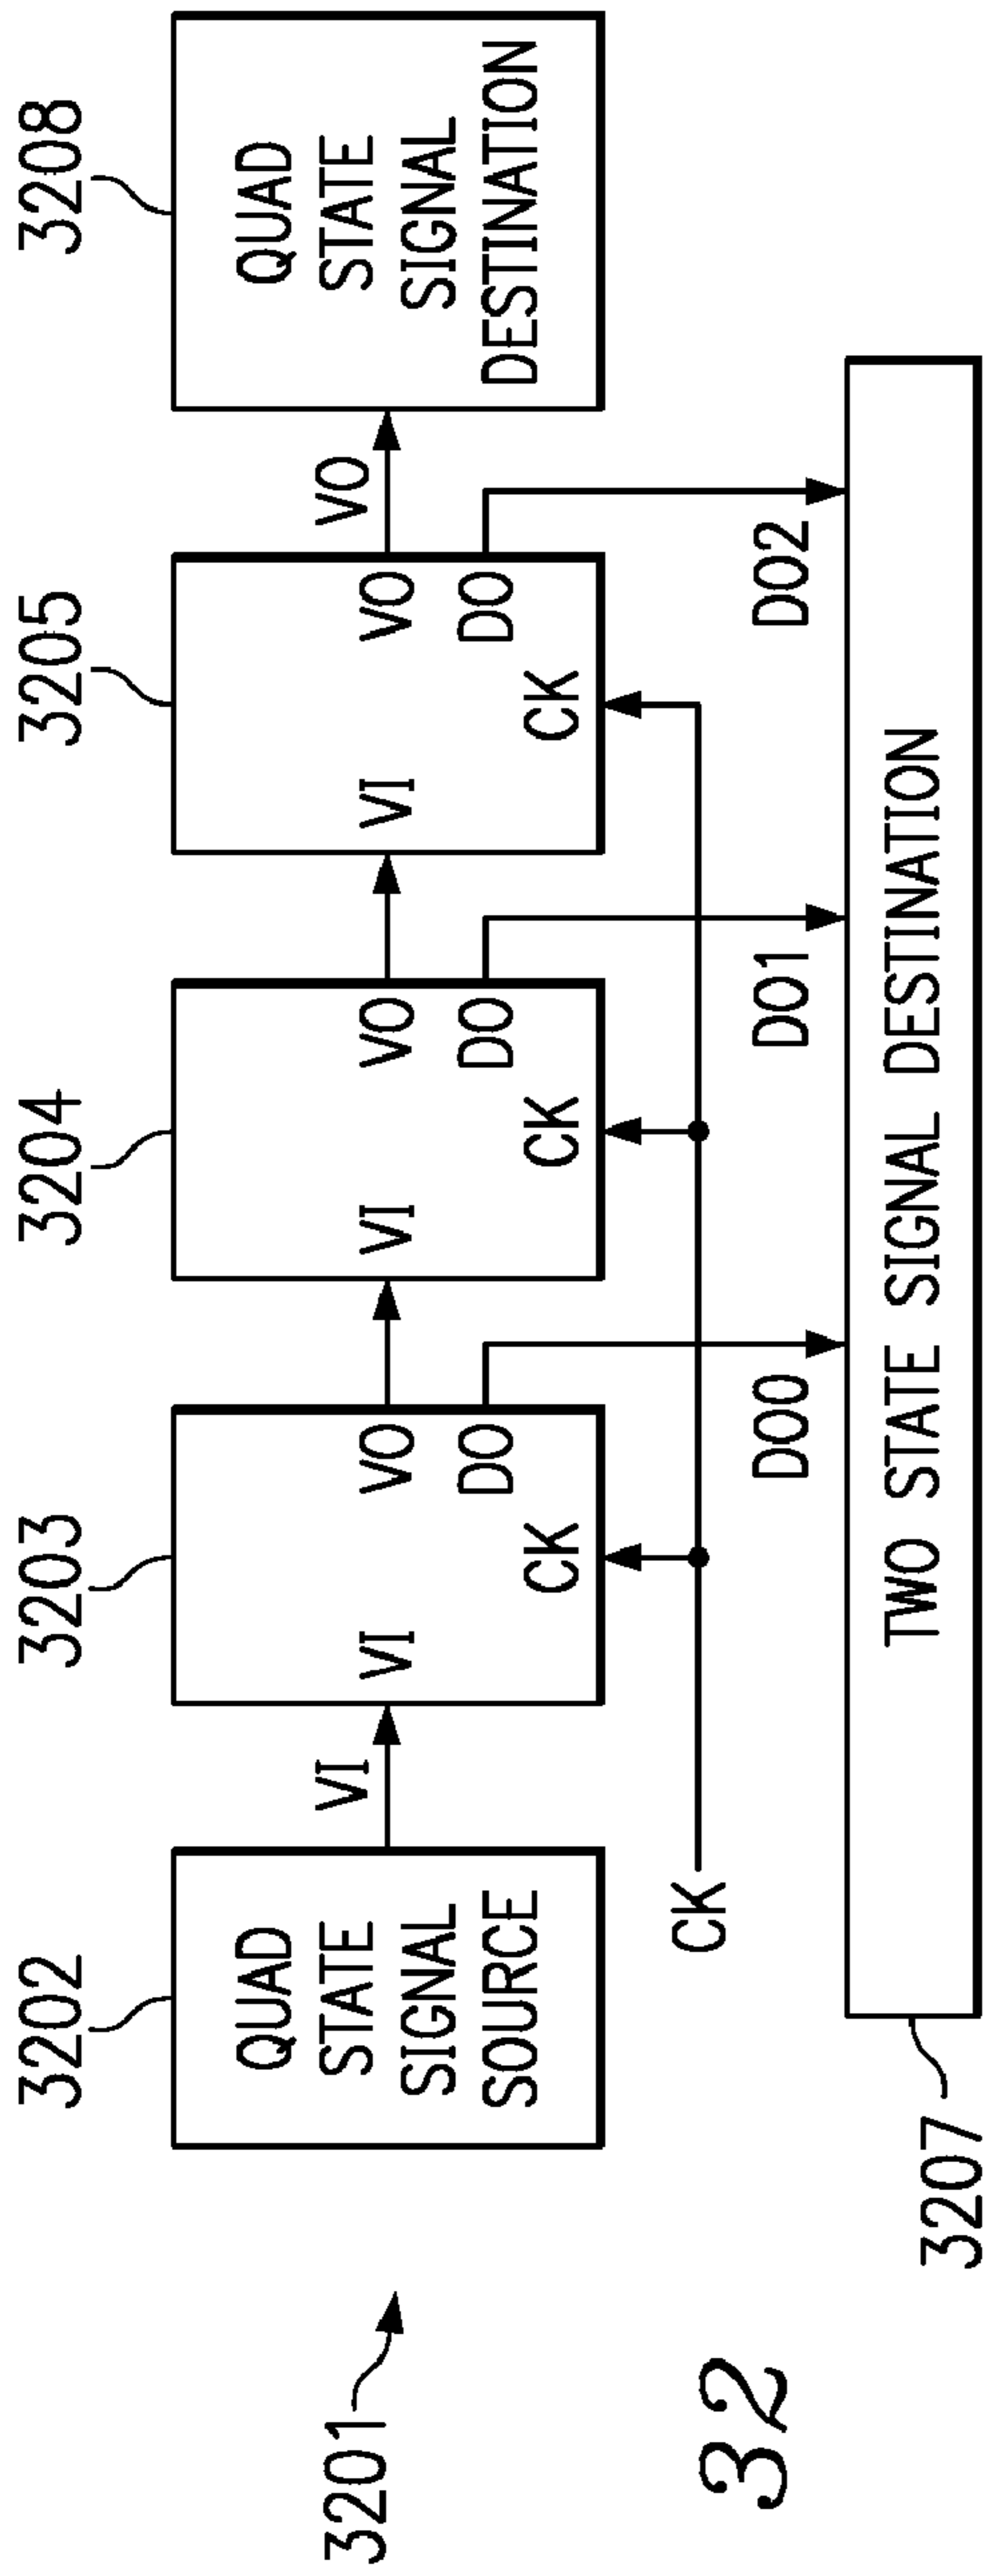 3202
3203
3204
3205
3208
QUAD
STATE
SIGNAL
SOURCE
VI
VI
VO
DO
CK
VI
VO
DO
CK
VI
VO
DO
CK
VO
QUAD
STATE
SIGNAL
DESTINATION
3201
CK
DO0
DO1
DO2
TWO STATE SIGNAL DESTINATION
3207
32